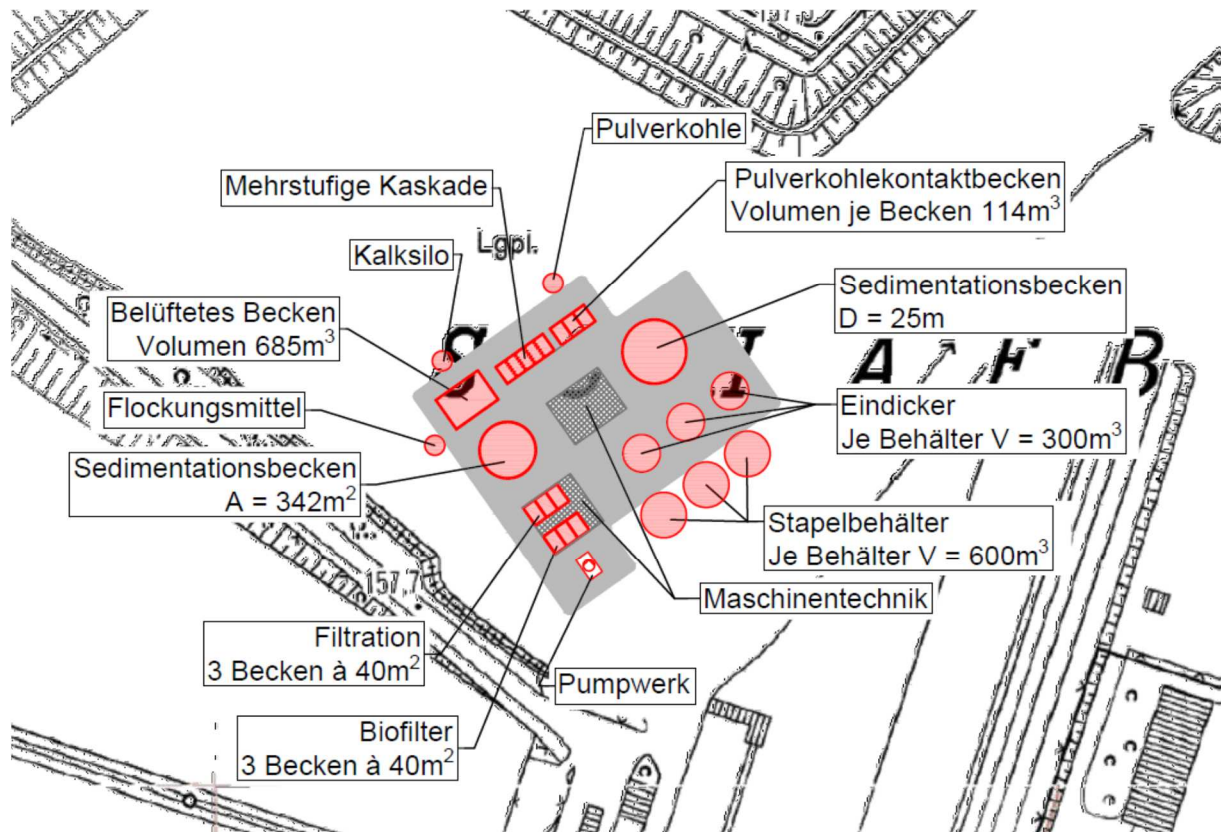 Pulverkohle
Mehrstufige Kaskade
Pulverkohlekontaktbecken
Volumen je Becken 114m³
Lgpl.
Kalksilo
Sedimentationsbecken
D = 25m
Belüftetes Becken
Volumen 685m³
Flockungsmittel
Eindicker
Je Behälter V = 300m³
Sedimentationsbecken
A = 342m²
Stapelbehälter
Je Behälter V = 600m³
157,7
Maschinentechnik
Filtration
3 Becken à 40m²
Pumpwerk
Biofilter
3 Becken à 40m²